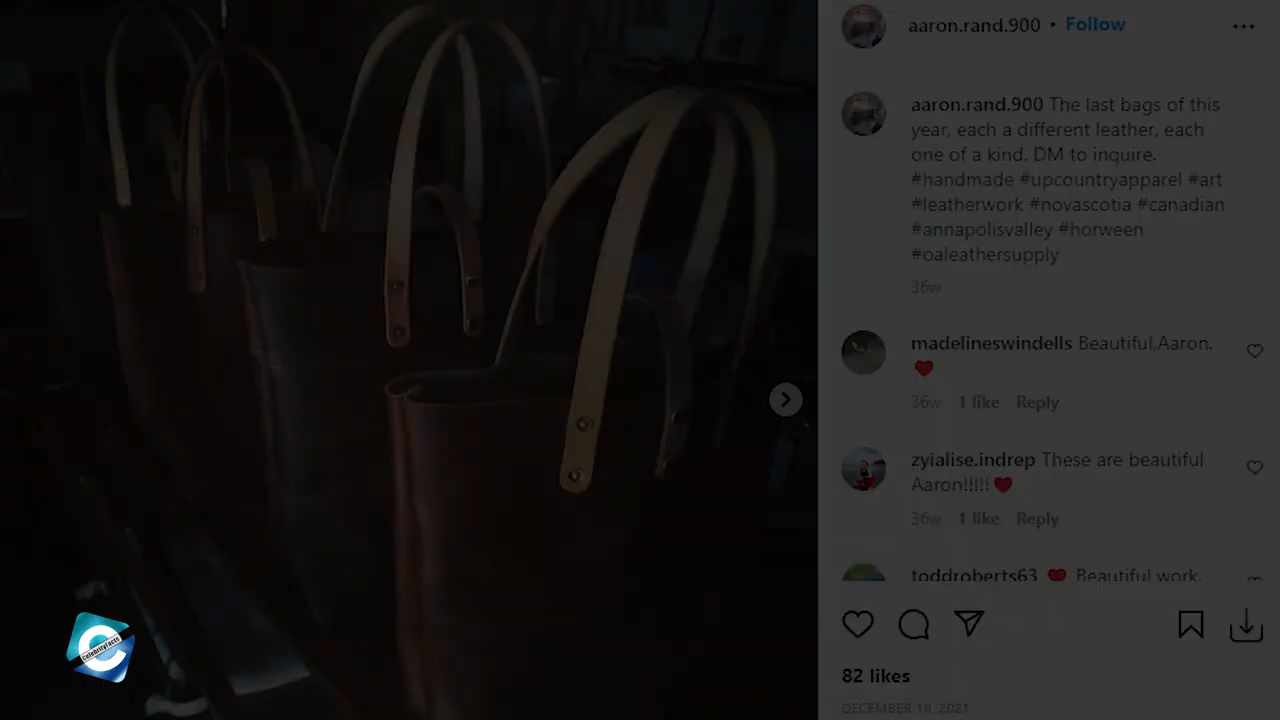 aaron.rand.900 • Follow
aaron.rand.900 The last bags of this
year, each a different leather, each
one of a kind. DM to inquire.
#handmade #upcountryapparel #art
#leatherwork #novascotia #canadian
#annapolisvalley #horween
#oaleathersupply
36w
madelineswindells Beautiful,Aaron.
❤️
36w 1 like Reply
zyialise.indrep These are beautiful
Aaron!!!!! ❤️
36w 1 like Reply
toddroberts63 ❤️ Beautiful work.
82 likes
DECEMBER 18, 2021
CelebrityFacts